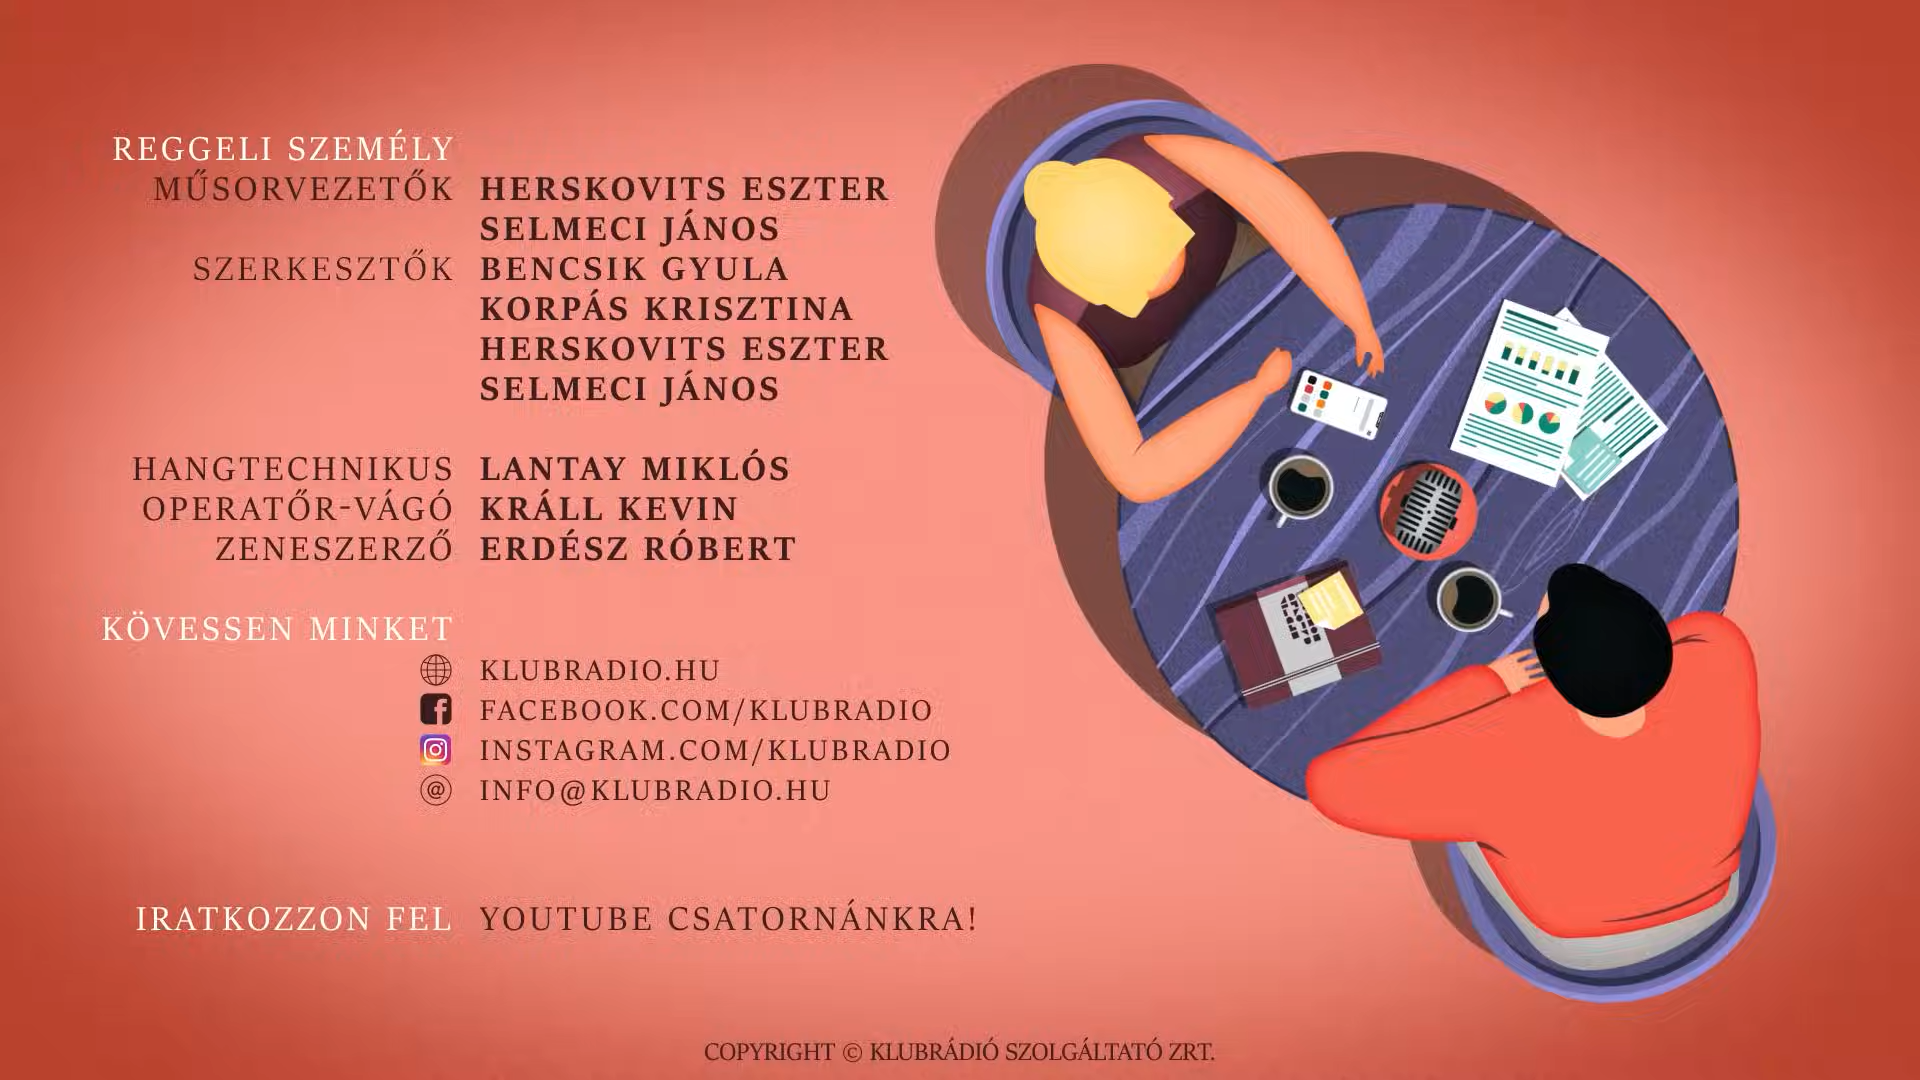 REGGELI SZEMÉLY
MŰSORVEZETŐK HERSKOVITS ESZTER
SELMECI JÁNOS
SZERKESZTŐK BENCSIK GYULA
KORPÁS KRISZTINA
HERSKOVITS ESZTER
SELMECI JÁNOS
HANGTECHNIKUS LANTAY MIKLÓS
OPERATŐR-VÁGÓ KRÁLL KEVIN
ZENESZERZŐ ERDÉSZ RÓBERT
KÖVESSEN MINKET
KLUBRADIO.HU
FACEBOOK.COM/KLUBRADIO
INSTAGRAM.COM/KLUBRADIO
INFO@KLUBRADIO.HU
IRATKOZZON FEL YOUTUBE CSATORNÁNKRA!
COPYRIGHT © KLUBRÁDIÓ SZOLGÁLTATÓ ZRT.